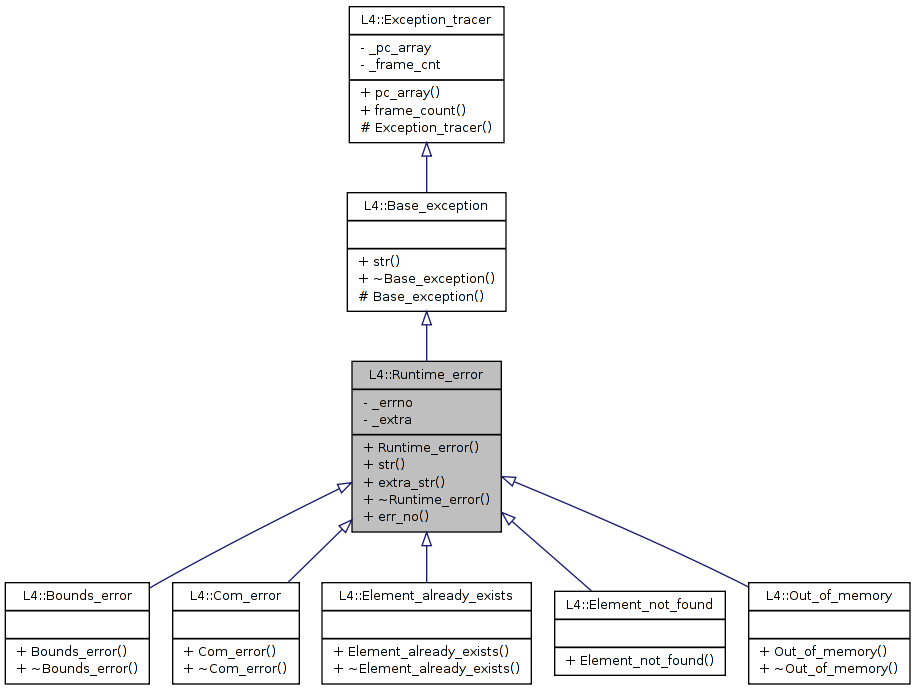 L4::Exception_tracer
- _pc_array
- _frame_cnt
+ pc_array()
+ frame_count()
# Exception_tracer()
L4::Base_exception
+ str()
+ ~Base_exception()
# Base_exception()
L4::Runtime_error
- _errno
- _extra
+ Runtime_error()
+ str()
+ extra_str()
+ ~Runtime_error()
+ err_no()
L4::Bounds_error
+ Bounds_error()
+ ~Bounds_error()
L4::Com_error
+ Com_error()
+ ~Com_error()
L4::Element_already_exists
+ Element_already_exists()
+ ~Element_already_exists()
L4::Element_not_found
+ Element_not_found()
L4::Out_of_memory
+ Out_of_memory()
+ ~Out_of_memory()